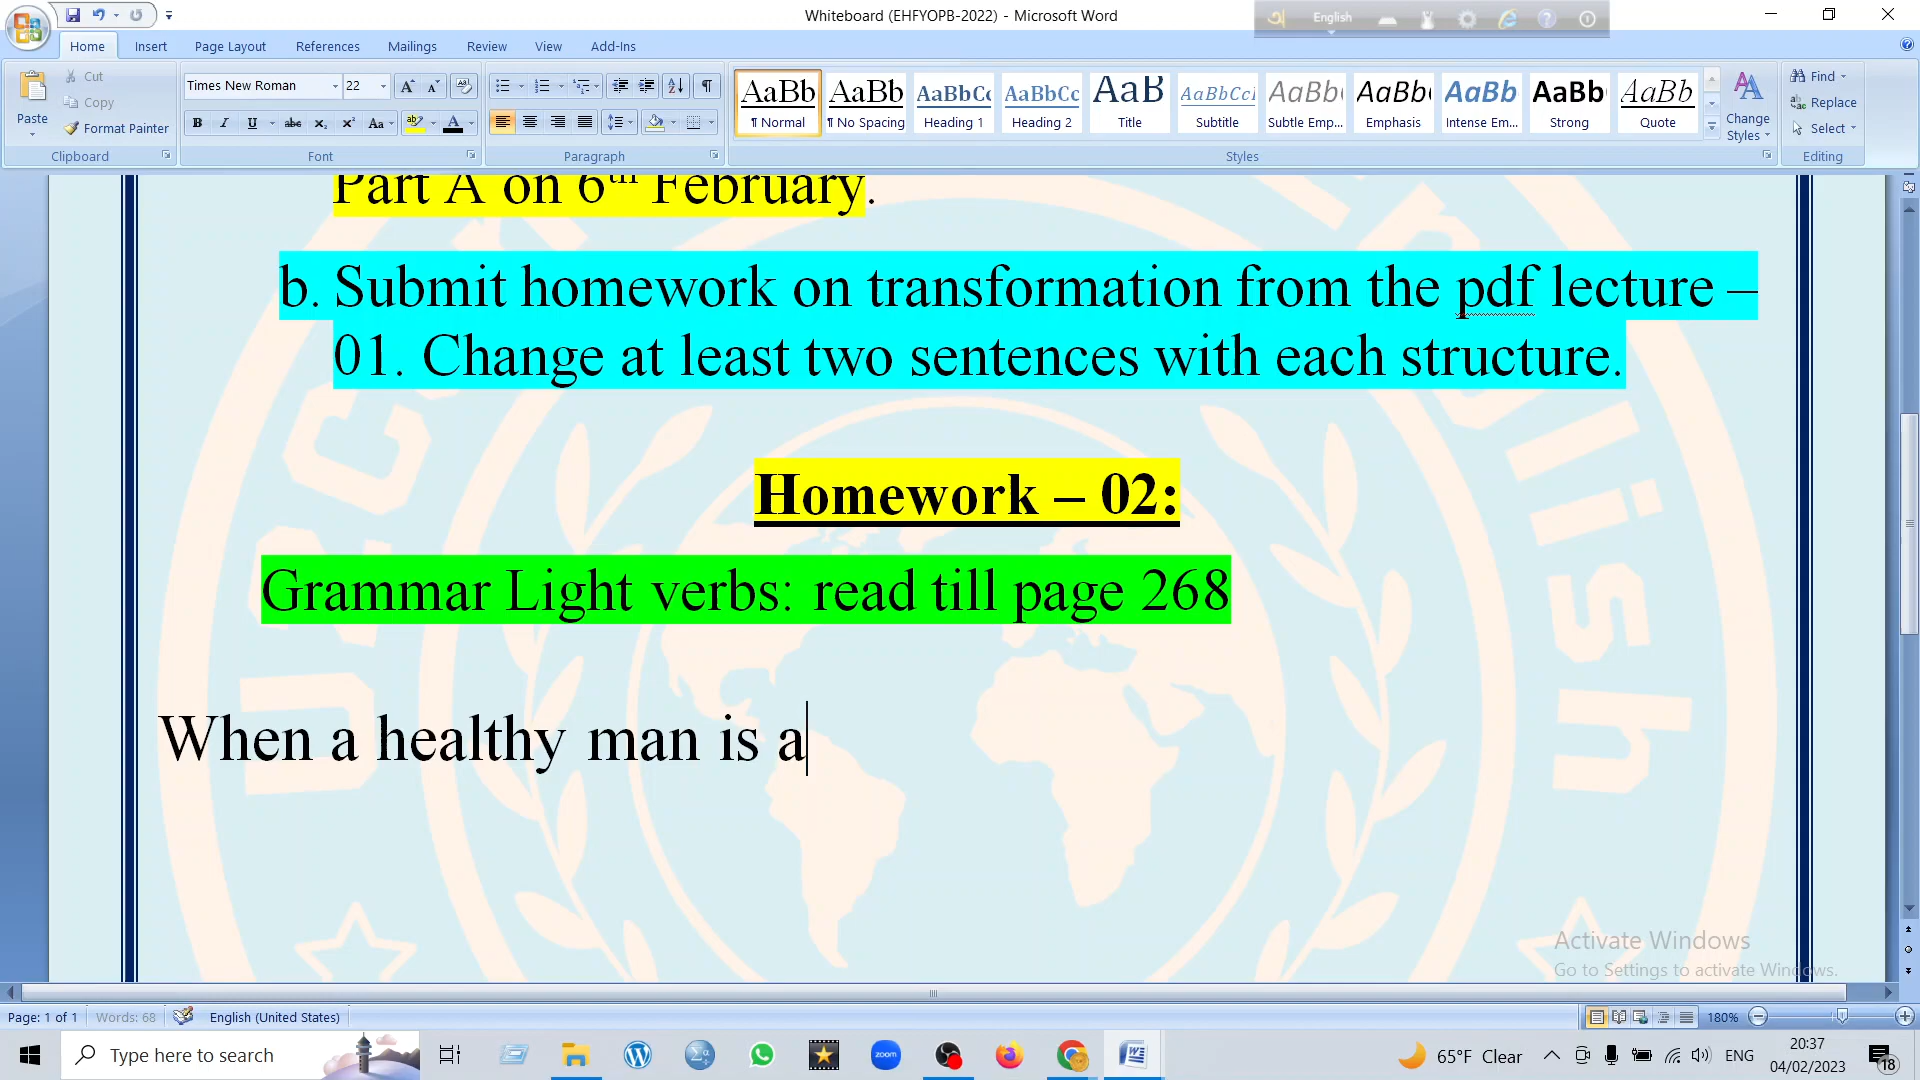 Whiteboard (EHFYOPB-2022) - Microsoft Word
English
Home Insert Page Layout References Mailings Review View Add-Ins
Paste
Cut
Copy
Format Painter
Clipboard
Times New Roman 22
Font
Paragraph
AaBb AaBb AaBbCc AaBbCc AaB AaBbCcI AaBb AaBb AaBb AaBb AaBb
¶ Normal ¶ No Spacing Heading 1 Heading 2 Title Subtitle Subtle Emp... Emphasis Intense Em... Strong Quote
Change Styles
Styles
Find
Replace
Select
Editing
Part A on 6th February.
b. Submit homework on transformation from the pdf lecture –
01. Change at least two sentences with each structure.
Homework – 02:
Grammar Light verbs: read till page 268
When a healthy man is a
Activate Windows
Go to Settings to activate Windows.
Page: 1 of 1 Words: 68 English (United States) 180%
Type here to search
zoom
65°F Clear
ENG
20:37
04/02/2023
18